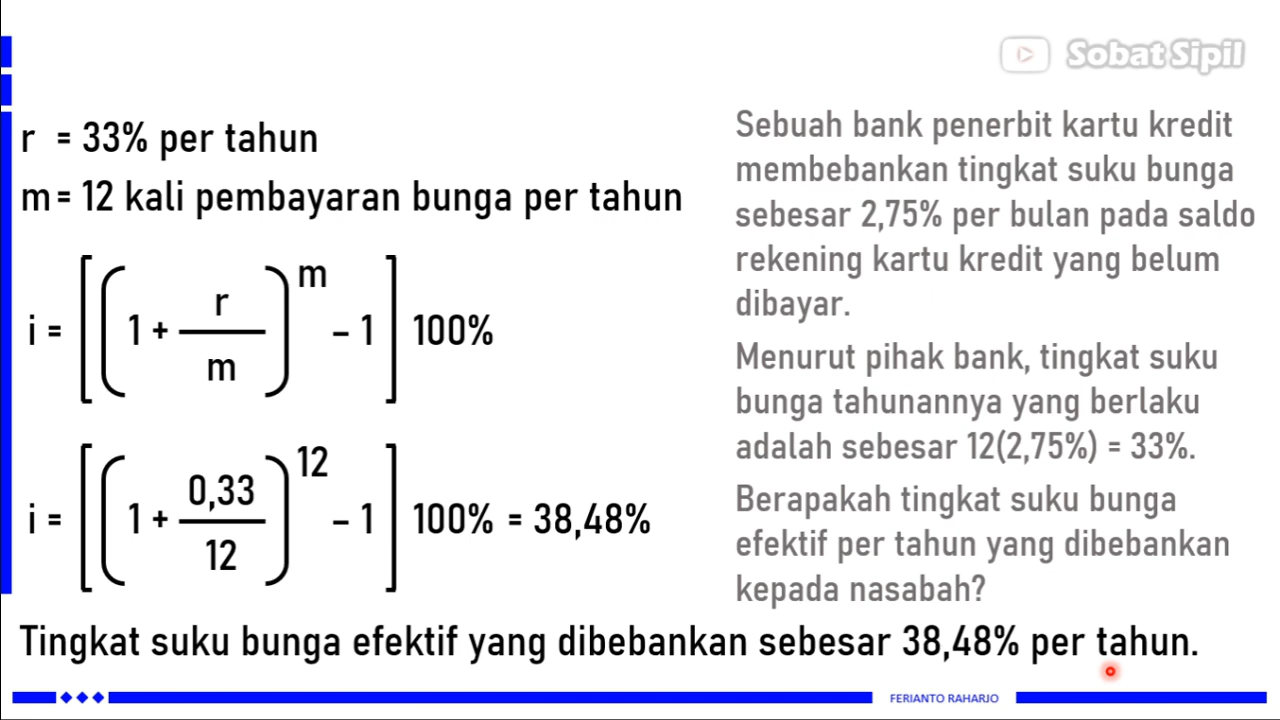 Sobat Sipil
r = 33% per tahun
m = 12 kali pembayaran bunga per tahun
i = [(1 + r/m)^m – 1] 100%
i = [(1 + 0,33/12)^12 – 1] 100% = 38,48%
Sebuah bank penerbit kartu kredit
membebankan tingkat suku bunga
sebesar 2,75% per bulan pada saldo
rekening kartu kredit yang belum
dibayar.
Menurut pihak bank, tingkat suku
bunga tahunannya yang berlaku
adalah sebesar 12(2,75%) = 33%.
Berapakah tingkat suku bunga
efektif per tahun yang dibebankan
kepada nasabah?
Tingkat suku bunga efektif yang dibebankan sebesar 38,48% per tahun.
FERIANTO RAHARJO